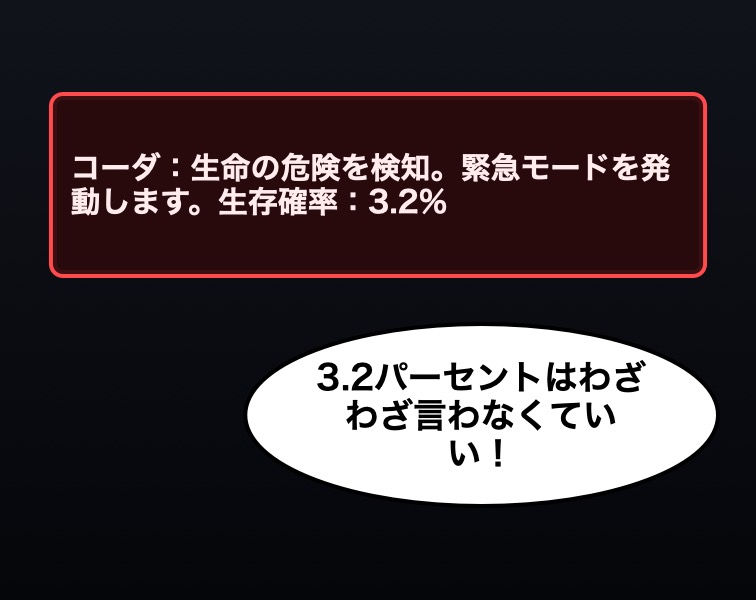 コーダ：生命の危険を検知。緊急モードを発
動します。生存確率：3.2%
3.2パーセントはわざ
わざ言わなくてい
い！